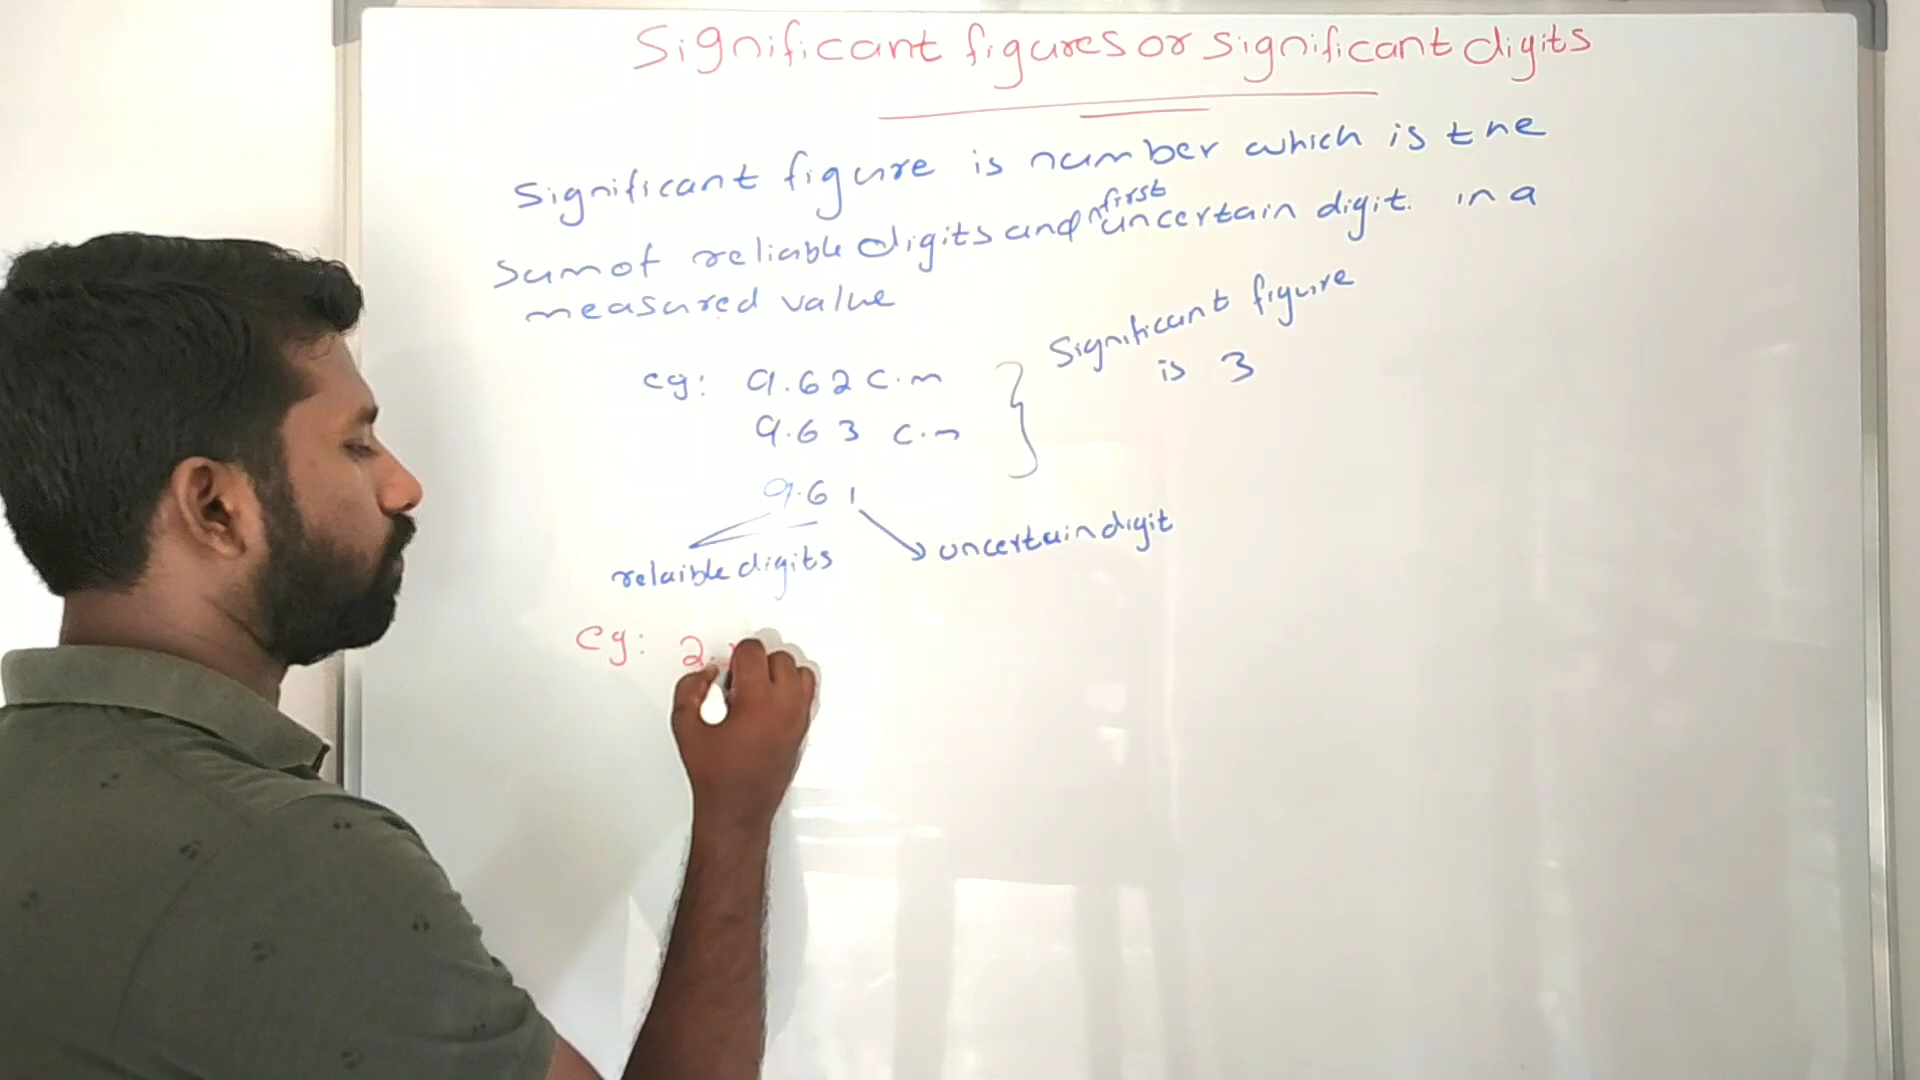 Significant figures or significant digits
Significant figure is number which is the
sum of reliable digits and first uncertain digit. in a
measured value
eg: 9.62 c.m
9.63 c.m
Significant figure
is 3
9.61
relaible digits
uncertain digit
eg: 2.